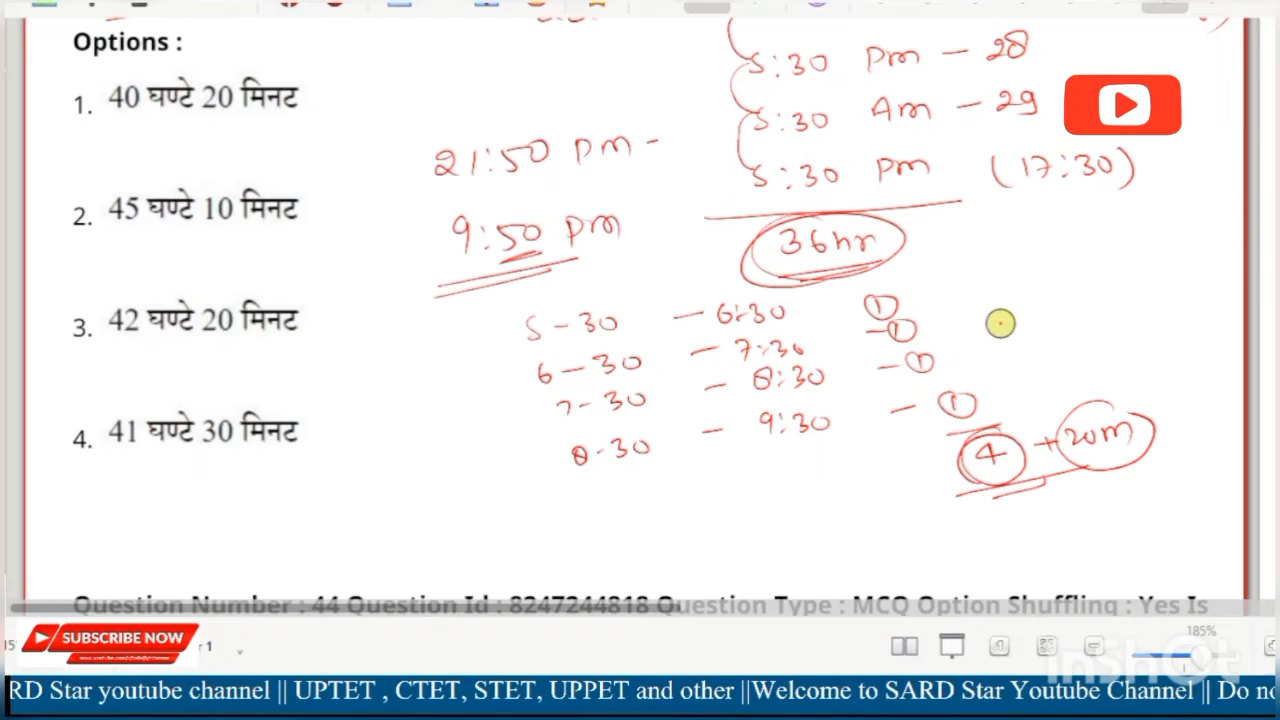 Options :
1. 40 घण्टे 20 मिनट
2. 45 घण्टे 10 मिनट
3. 42 घण्टे 20 मिनट
4. 41 घण्टे 30 मिनट
5:30 Pm - 28
5:30 Am - 29
5:30 Pm (17:30)
21:50 Pm -
9:50 Pm
36hr
5-30 - 6:30 1
6-30 - 7:30 - 1
7-30 - 8:30 - 1
8-30 - 9:30 - 1
4 + 20m
Question Number : 44 Question Id : 8247244818 Question Type : MCQ Option Shuffling : Yes Is
SUBSCRIBE NOW
185%
InShOt
RD Star youtube channel || UPTET , CTET, STET, UPPET and other ||Welcome to SARD Star Youtube Channel || Do no